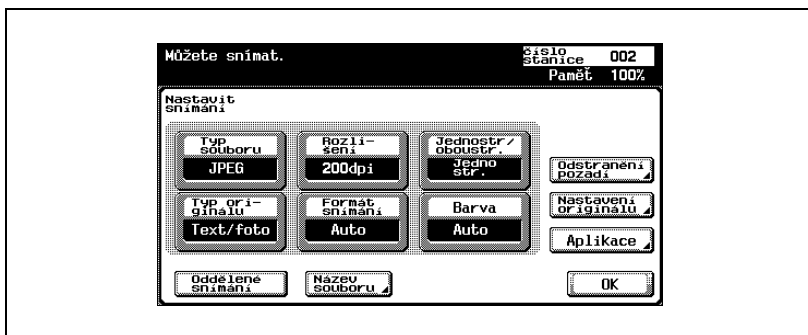 Můžete snímat.
číslo
stanice 002
Paměť 100%
Nastavit
snímání
Typ
souboru
JPEG
Rozli-
šení
200dpi
Jednostr/
oboustr.
Jedno
str.
Odstranění
pozadí
Typ ori-
ginálu
Text/foto
Formát
snímání
Auto
Barva
Auto
Nastavení
originálu
Aplikace
Oddělené
snímání
Název
souboru
OK